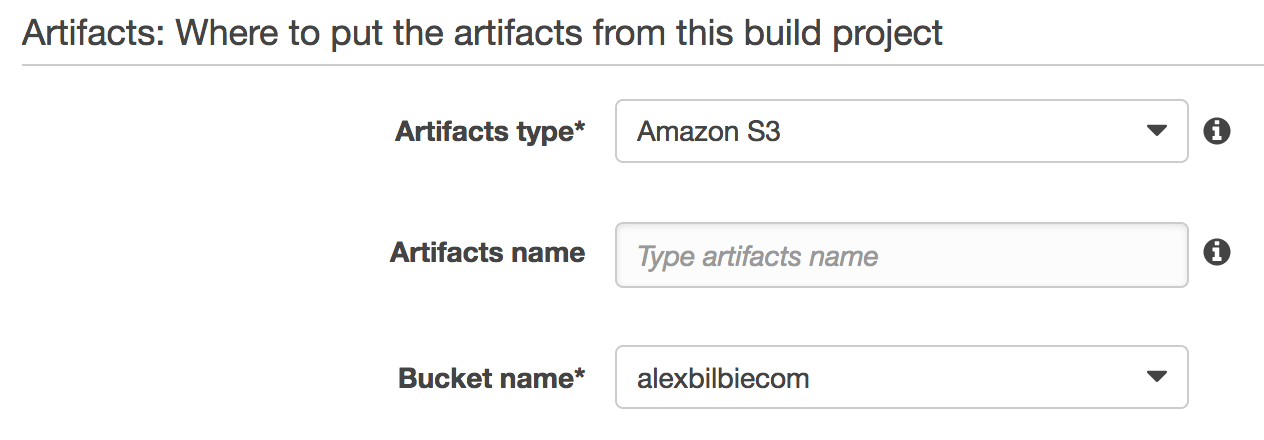 Artifacts: Where to put the artifacts from this build project
Artifacts type* Amazon S3
Artifacts name Type artifacts name
Bucket name* alexbilbiecom